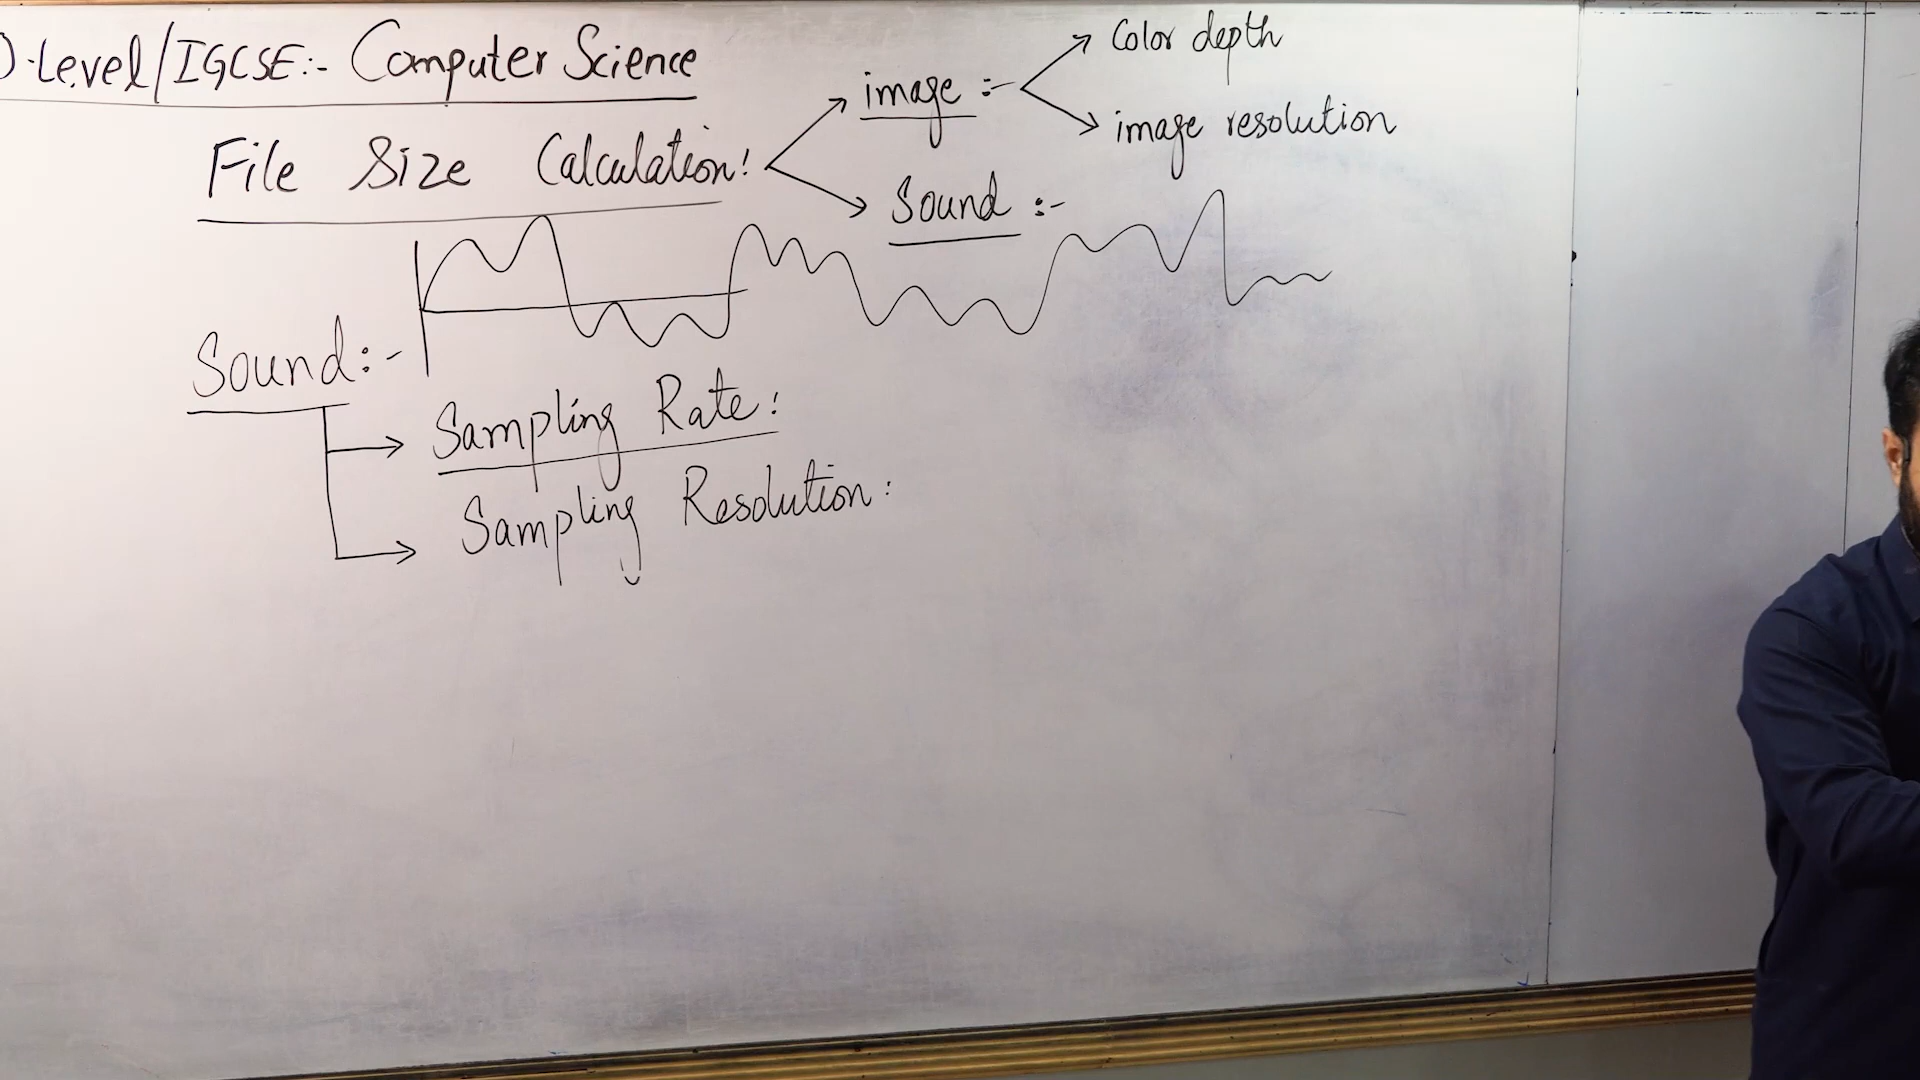 O-Level/IGCSE:- Computer Science
File Size Calculation:
image :-
Color depth
image resolution
Sound :-
Sound:-
Sampling Rate:
Sampling Resolution: